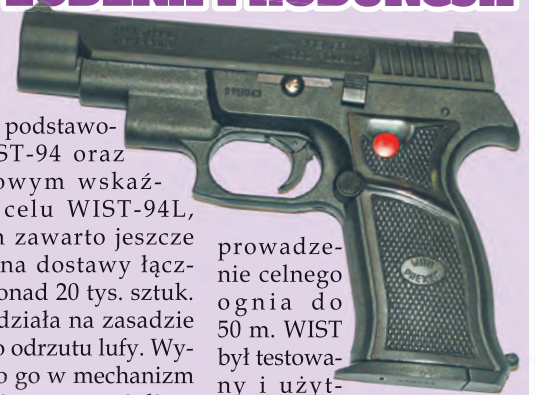 podstawo-
ST-94 oraz
owym wskaź-
celu WIST-94L,
zawarto jeszcze
na dostawy łącz-
onad 20 tys. sztuk.
działa na zasadzie
o odrzutu lufy. Wy-
o go w mechanizm
prowadze-
nie celnego
ognia do
50 m. WIST
był testowa-
ny i użyt-